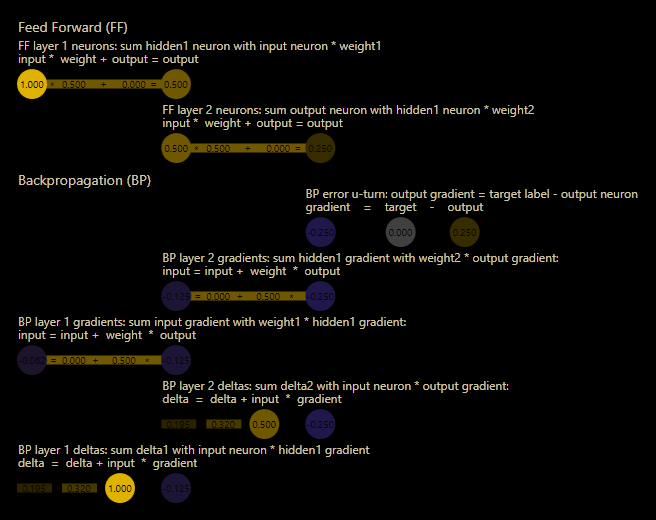 Feed Forward (FF)
FF layer 1 neurons: sum hidden1 neuron with input neuron * weight1
input * weight + output = output
1.000 * 0.500 + 0.000 = 0.500
FF layer 2 neurons: sum output neuron with hidden1 neuron * weight2
input * weight + output = output
0.500 * 0.500 + 0.000 = 0.250
Backpropagation (BP)
BP error u-turn: output gradient = target label - output neuron
gradient = target - output
-0.250 0.000 0.250
BP layer 2 gradients: sum hidden1 gradient with weight2 * output gradient:
input = input + weight * output
-0.125 = 0.000 + 0.500 * -0.250
BP layer 1 gradients: sum input gradient with weight1 * hidden1 gradient:
input = input + weight * output
-0.062 = 0.000 + 0.500 * -0.125
BP layer 2 deltas: sum delta2 with input neuron * output gradient:
delta = delta + input * gradient
0.195 0.320 0.500 -0.250
BP layer 1 deltas: sum delta1 with input neuron * hidden1 gradient
delta = delta + input * gradient
0.195 0.320 1.000 -0.125